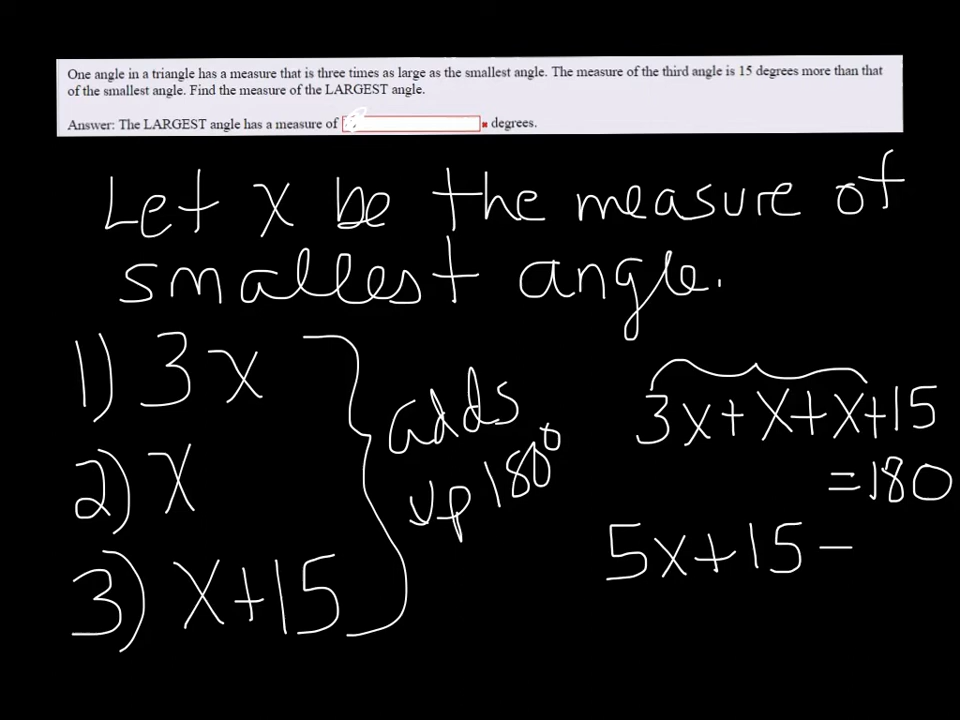 One angle in a triangle has a measure that is three times as large as the smallest angle. The measure of the third angle is 15 degrees more than that
of the smallest angle. Find the measure of the LARGEST angle.
Answer: The LARGEST angle has a measure of degrees.
Let x be the measure of
smallest angle.
1) 3x
2) x
3) x+15
adds
up 180°
3x+x+x+15
=180
5x+15=